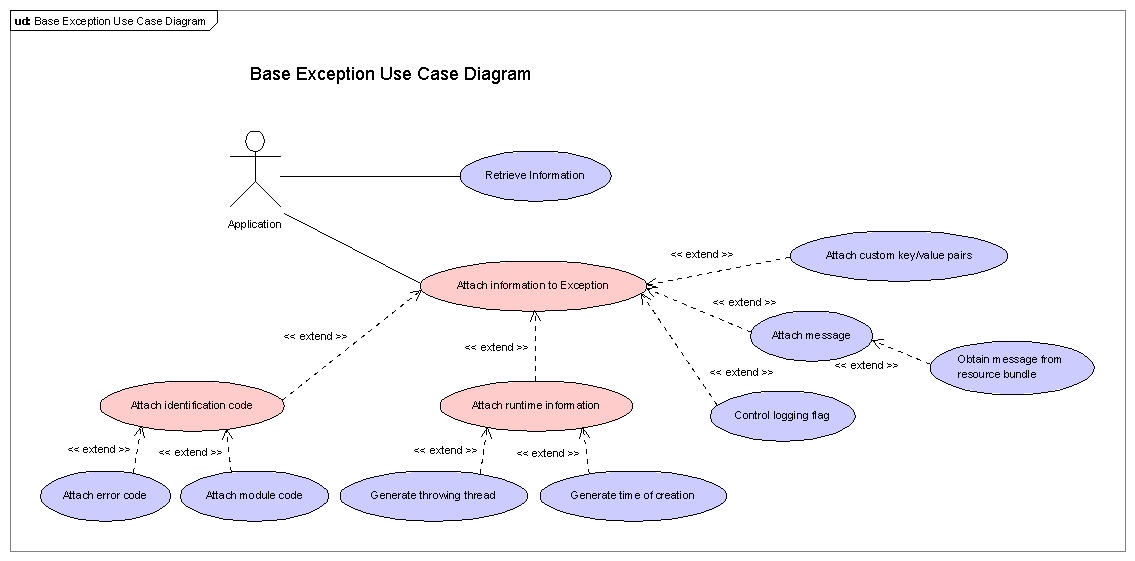 ud: Base Exception Use Case Diagram
Base Exception Use Case Diagram
Retrieve Information
Application
Attach custom key/value pairs
<< extend >>
Attach information to Exception
<< extend >>
Attach message
<< extend >>
<< extend >>
Obtain message from
resource bundle
<< extend >>
<< extend >>
Attach identification code
Attach runtime information
Control logging flag
<< extend >>
<< extend >>
<< extend >>
<< extend >>
Attach error code
Attach module code
Generate throwing thread
Generate time of creation